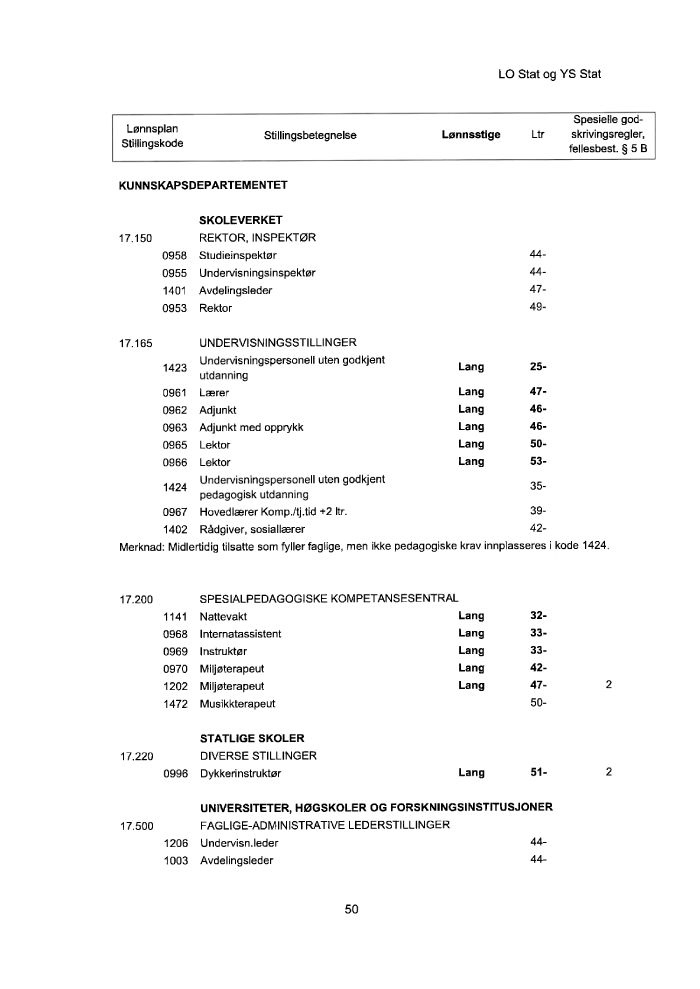 LO Stat og YS Stat
Lønnsplan Stillingskode Stillingsbetegnelse Lønnsstige Ltr Spesielle god-skrivingsregler, fellesbest. § 5 B
KUNNSKAPSDEPARTEMENTET
SKOLEVERKET
17.150 REKTOR, INSPEKTØR
0958 Studieinspektør 44-
0955 Undervisningsinspektør 44-
1401 Avdelingsleder 47-
0953 Rektor 49-
17.165 UNDERVISNINGSSTILLINGER
1423 Undervisningspersonell uten godkjent utdanning Lang 25-
0961 Lærer Lang 47-
0962 Adjunkt Lang 46-
0963 Adjunkt med opprykk Lang 46-
0965 Lektor Lang 50-
0966 Lektor Lang 53-
1424 Undervisningspersonell uten godkjent pedagogisk utdanning 35-
0967 Hovedlærer Komp./tj.tid +2 ltr. 39-
1402 Rådgiver, sosiallærer 42-
Merknad: Midlertidig tilsatte som fyller faglige, men ikke pedagogiske krav innplasseres i kode 1424.
17.200 SPESIALPEDAGOGISKE KOMPETANSESENTRAL
1141 Nattevakt Lang 32-
0968 Internatassistent Lang 33-
0969 Instruktør Lang 33-
0970 Miljøterapeut Lang 42-
1202 Miljøterapeut Lang 47- 2
1472 Musikkterapeut 50-
STATLIGE SKOLER
17.220 DIVERSE STILLINGER
0996 Dykkerinstruktør Lang 51- 2
UNIVERSITETER, HØGSKOLER OG FORSKNINGSINSTITUSJONER
17.500 FAGLIGE-ADMINISTRATIVE LEDERSTILLINGER
1206 Undervisn.leder 44-
1003 Avdelingsleder 44-
50